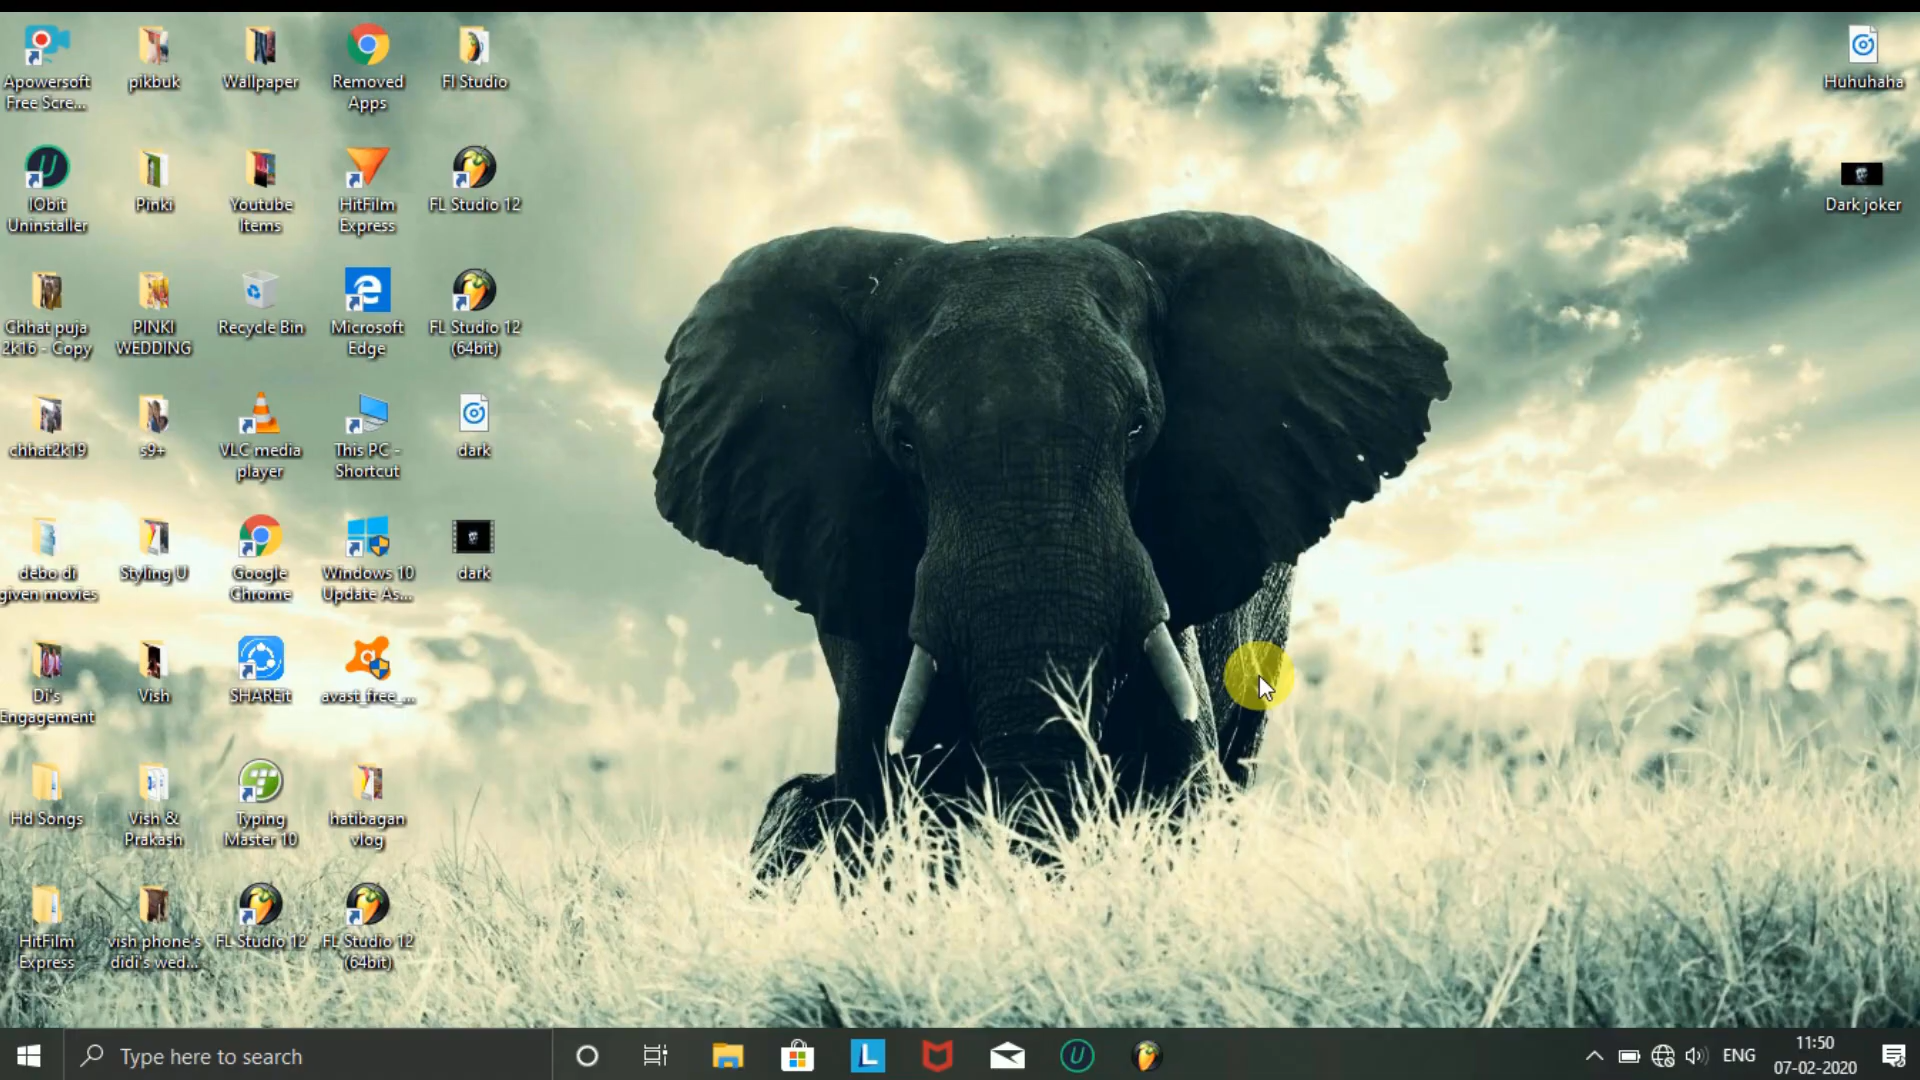 Apowersoft
Free Scre...
pikbuk
Wallpaper
Removed
Apps
Fl Studio
IObit
Uninstaller
Pinki
Youtube
Items
HitFilm
Express
FL Studio 12
Chhat puja
2k16 - Copy
PINKI
WEDDING
Recycle Bin
Microsoft
Edge
FL Studio 12
(64bit)
chhat2k19
s9+
VLC media
player
This PC -
Shortcut
dark
debo di
given movies
Styling U
Google
Chrome
Windows 10
Update As...
dark
Di's
Engagement
Vish
SHAREit
avast_free_...
Hd Songs
Vish &
Prakash
Typing
Master 10
hatibagan
vlog
HitFilm
Express
vish phone's
didi's wed...
FL Studio 12
FL Studio 12
(64bit)
Huhuhaha
Dark joker
Type here to search
L
ENG
11:50
07-02-2020